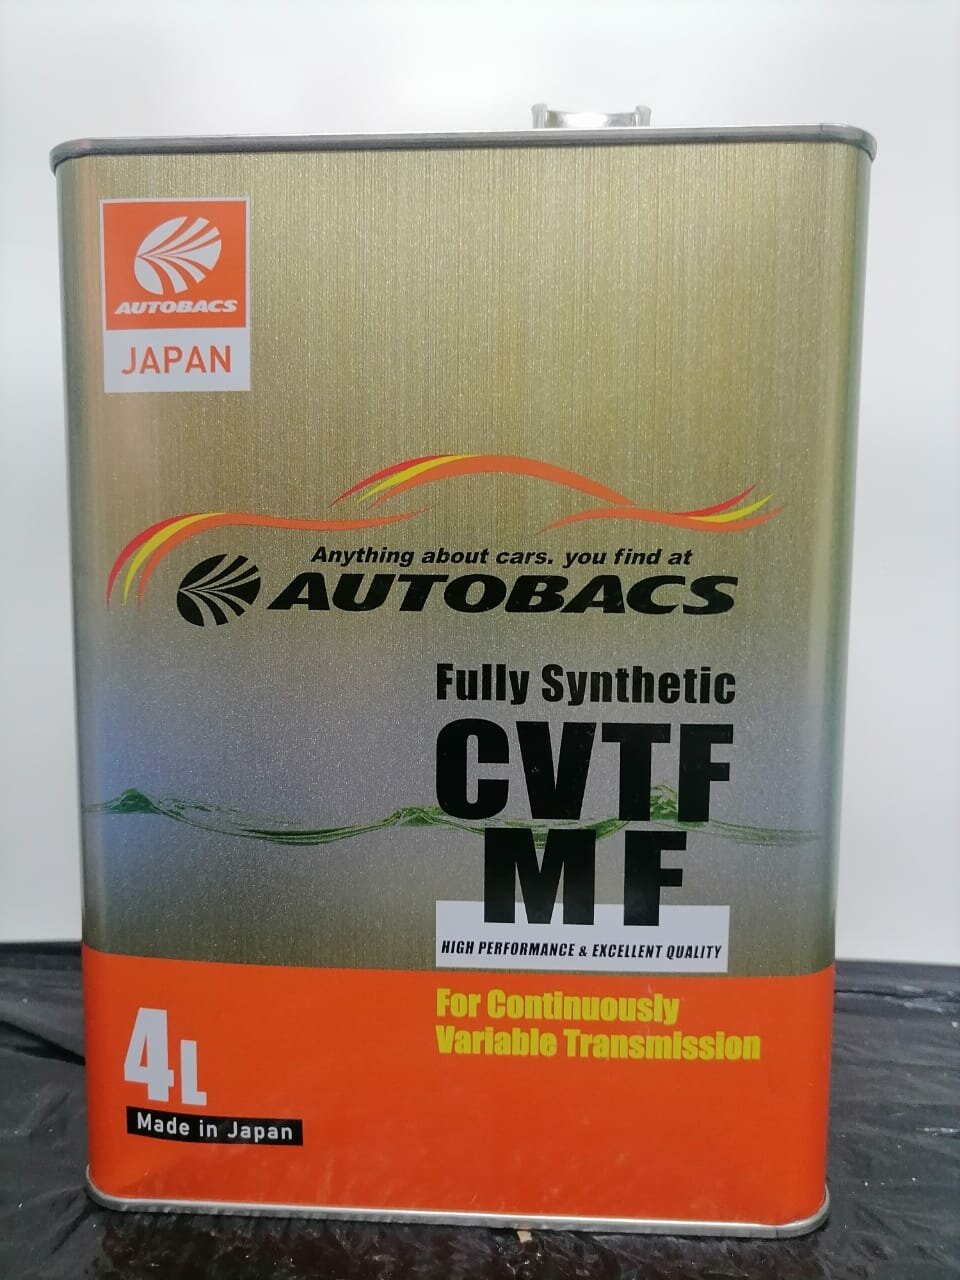 AUTOBACS
JAPAN
Anything about cars. you find at
AUTOBACS
Fully Synthetic
CVTF
MF
HIGH PERFORMANCE & EXCELLENT QUALITY
For Continuously
Variable Transmission
4L
Made in Japan